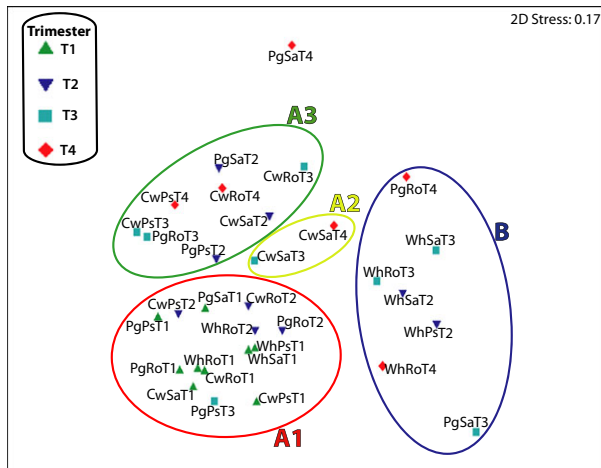 2D Stress: 0.17
Trimester
T1
T2
T3
T4
PgSaT4
A3
PgSaT2
CwRoT3
CwPsT4
CwRoT4
A2
PgRoT4
CwPsT3
CwSaT2
CwSaT4
B
PgRoT3
WhSaT3
PgPsT2
CwSaT3
WhRoT3
PgSaT1
CwRoT2
WhSaT2
CwPsT2
PgPsT1
WhRoT2
PgRoT2
WhPsT2
WhPsT1
WhRoT1
WhSaT1
PgRoT1
CwRoT1
WhRoT4
CwSaT1
CwPsT1
PgPsT3
PgSaT3
A1